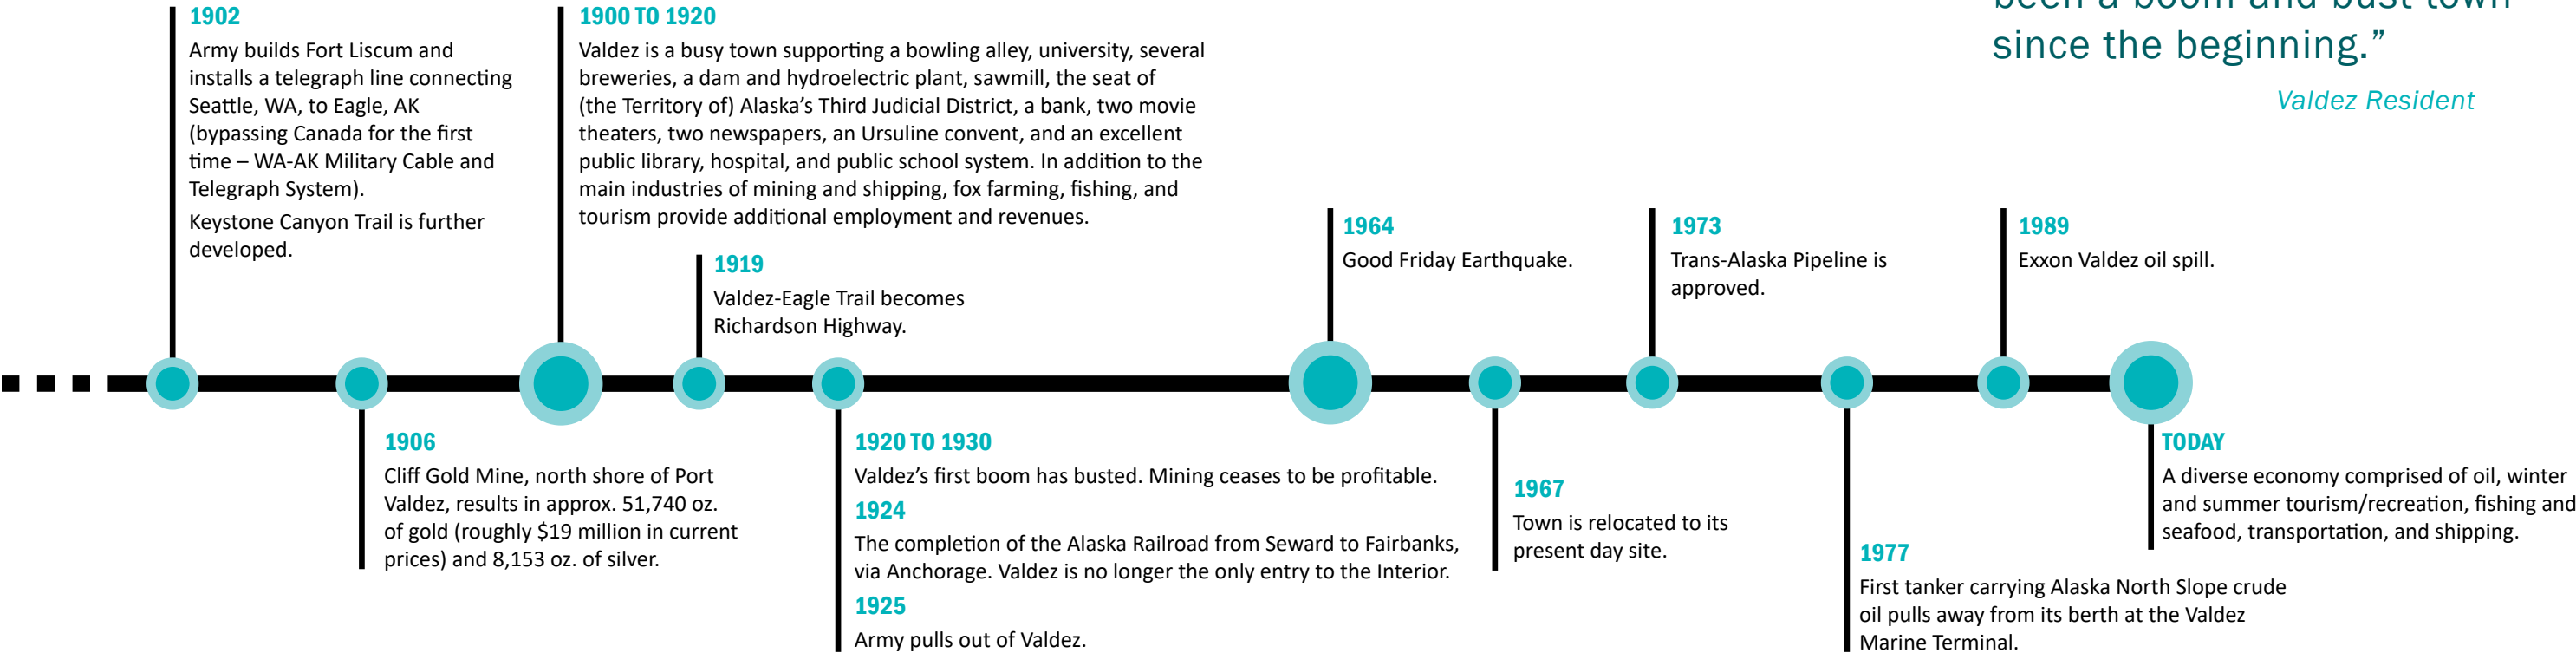 1902
Army builds Fort Liscum and
installs a telegraph line connecting
Seattle, WA, to Eagle, AK
(bypassing Canada for the first
time – WA-AK Military Cable and
Telegraph System).
Keystone Canyon Trail is further
developed.
1900 TO 1920
Valdez is a busy town supporting a bowling alley, university, several
breweries, a dam and hydroelectric plant, sawmill, the seat of
(the Territory of) Alaska’s Third Judicial District, a bank, two movie
theaters, two newspapers, an Ursuline convent, and an excellent
public library, hospital, and public school system. In addition to the
main industries of mining and shipping, fox farming, fishing, and
tourism provide additional employment and revenues.
been a boom and bust town
since the beginning.”
Valdez Resident
1919
Valdez-Eagle Trail becomes
Richardson Highway.
1964
Good Friday Earthquake.
1973
Trans-Alaska Pipeline is
approved.
1989
Exxon Valdez oil spill.
1906
Cliff Gold Mine, north shore of Port
Valdez, results in approx. 51,740 oz.
of gold (roughly $19 million in current
prices) and 8,153 oz. of silver.
1920 TO 1930
Valdez’s first boom has busted. Mining ceases to be profitable.
1924
The completion of the Alaska Railroad from Seward to Fairbanks,
via Anchorage. Valdez is no longer the only entry to the Interior.
1925
Army pulls out of Valdez.
1967
Town is relocated to its
present day site.
1977
First tanker carrying Alaska North Slope crude
oil pulls away from its berth at the Valdez
Marine Terminal.
TODAY
A diverse economy comprised of oil, winter
and summer tourism/recreation, fishing and
seafood, transportation, and shipping.